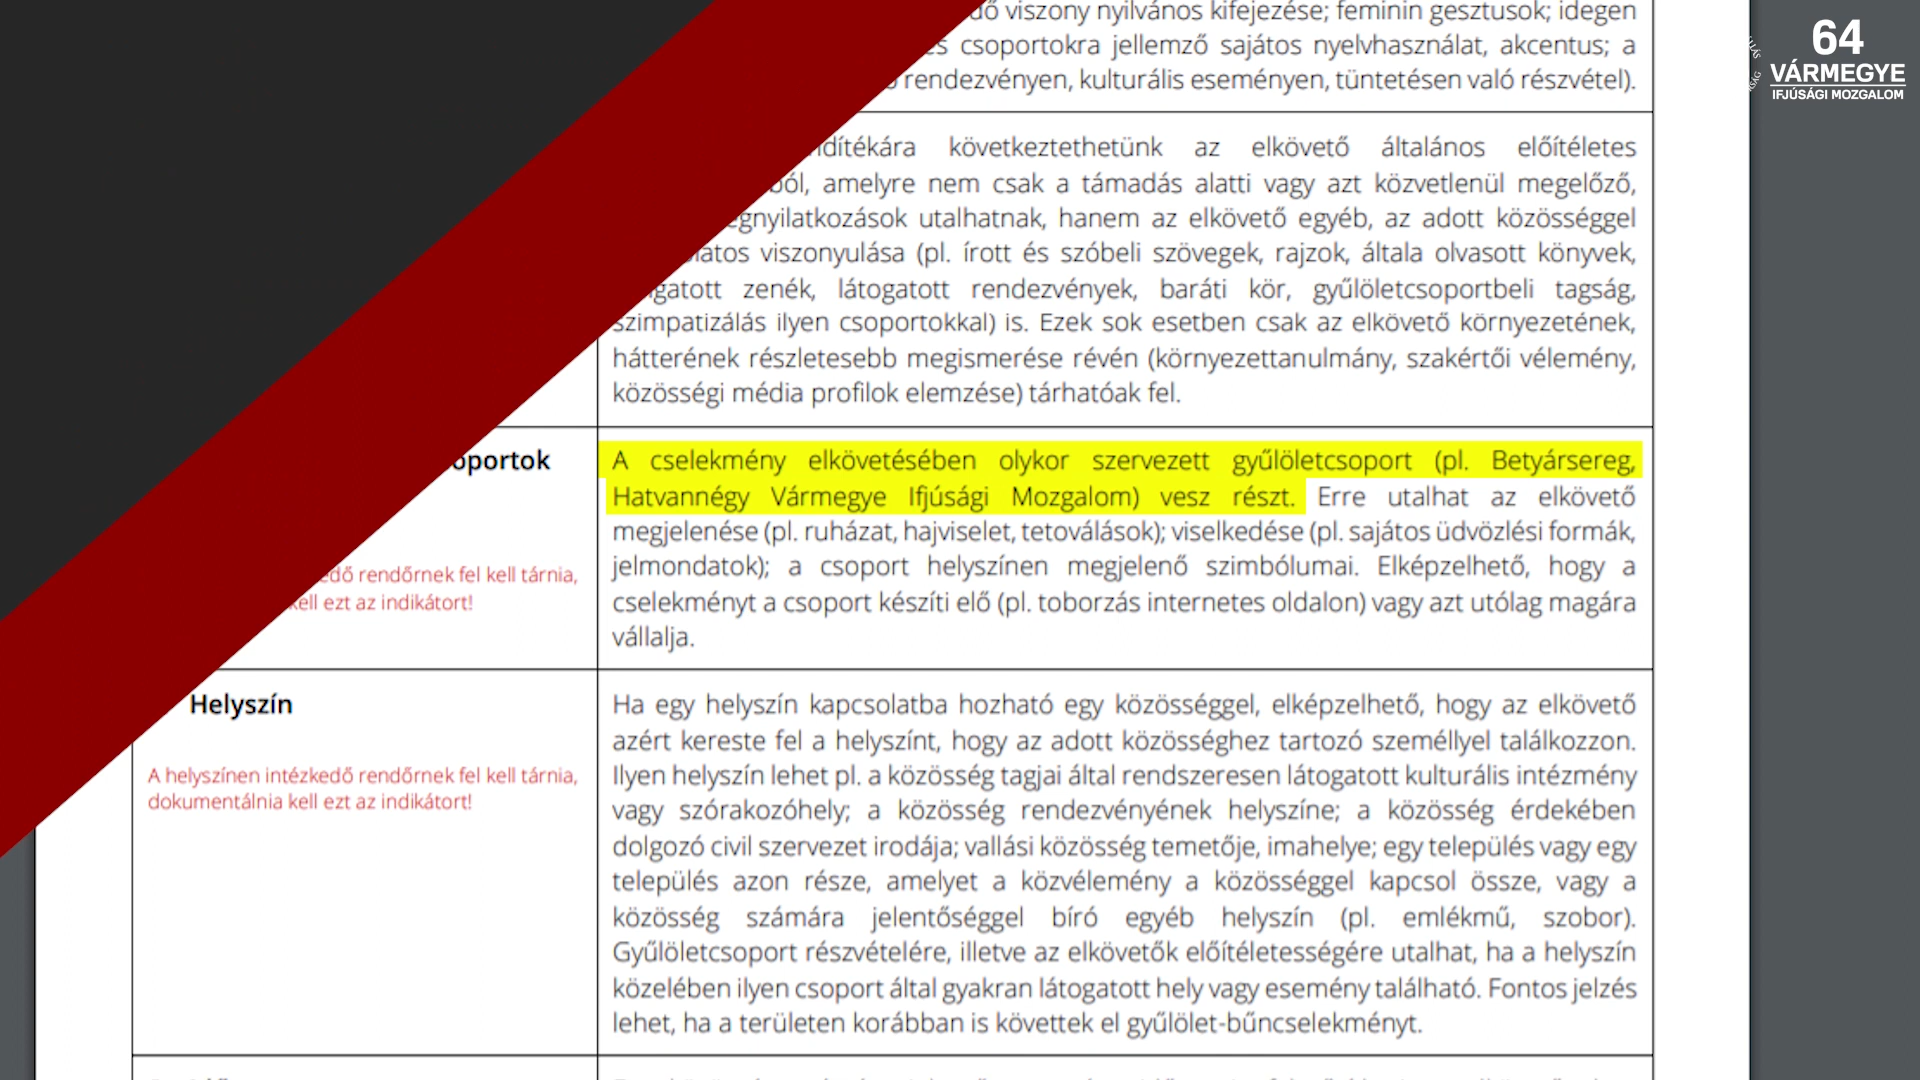 viszony nyilvános kifejezése; feminin gesztusok; idegen
csoportokra jellemző sajátos nyelvhasználat, akcentus; a
rendezvényen, kulturális eseményen, tüntetésen való részvétel).
következtethetünk az elkövető általános előítéletes
amelyre nem csak a támadás alatti vagy azt közvetlenül megelőző,
utalhatnak, hanem az elkövető egyéb, az adott közösséggel
viszonyulása (pl. írott és szóbeli szövegek, rajzok, általa olvasott könyvek,
zenék, látogatott rendezvények, baráti kör, gyűlöletcsoportbeli tagság,
szimpatizálás ilyen csoportokkal) is. Ezek sok esetben csak az elkövető környezetének,
hátterének részletesebb megismerése révén (környezettanulmány, szakértői vélemény,
közösségi média profilok elemzése) tárhatóak fel.
oportok
dő rendőrnek fel kell tárnia,
kell ezt az indikátort!
A cselekmény elkövetésében olykor szervezett gyűlöletcsoport (pl. Betyársereg,
Hatvannégy Vármegye Ifjúsági Mozgalom) vesz részt. Erre utalhat az elkövető
megjelenése (pl. ruházat, hajviselet, tetoválások); viselkedése (pl. sajátos üdvözlési formák,
jelmondatok); a csoport helyszínen megjelenő szimbólumai. Elképzelhető, hogy a
cselekményt a csoport készíti elő (pl. toborzás internetes oldalon) vagy azt utólag magára
vállalja.
Helyszín
A helyszínen intézkedő rendőrnek fel kell tárnia,
dokumentálnia kell ezt az indikátort!
Ha egy helyszín kapcsolatba hozható egy közösséggel, elképzelhető, hogy az elkövető
azért kereste fel a helyszínt, hogy az adott közösséghez tartozó személlyel találkozzon.
Ilyen helyszín lehet pl. a közösség tagjai által rendszeresen látogatott kulturális intézmény
vagy szórakozóhely; a közösség rendezvényének helyszíne; a közösség érdekében
dolgozó civil szervezet irodája; vallási közösség temetője, imahelye; egy település vagy egy
település azon része, amelyet a közvélemény a közösséggel kapcsol össze, vagy a
közösség számára jelentőséggel bíró egyéb helyszín (pl. emlékmű, szobor).
Gyűlöletcsoport részvételére, illetve az elkövetők előítéletességére utalhat, ha a helyszín
közelében ilyen csoport által gyakran látogatott hely vagy esemény található. Fontos jelzés
lehet, ha a területen korábban is követtek el gyűlölet-bűncselekményt.
64
VÁRMEGYE
IFJÚSÁGI MOZGALOM